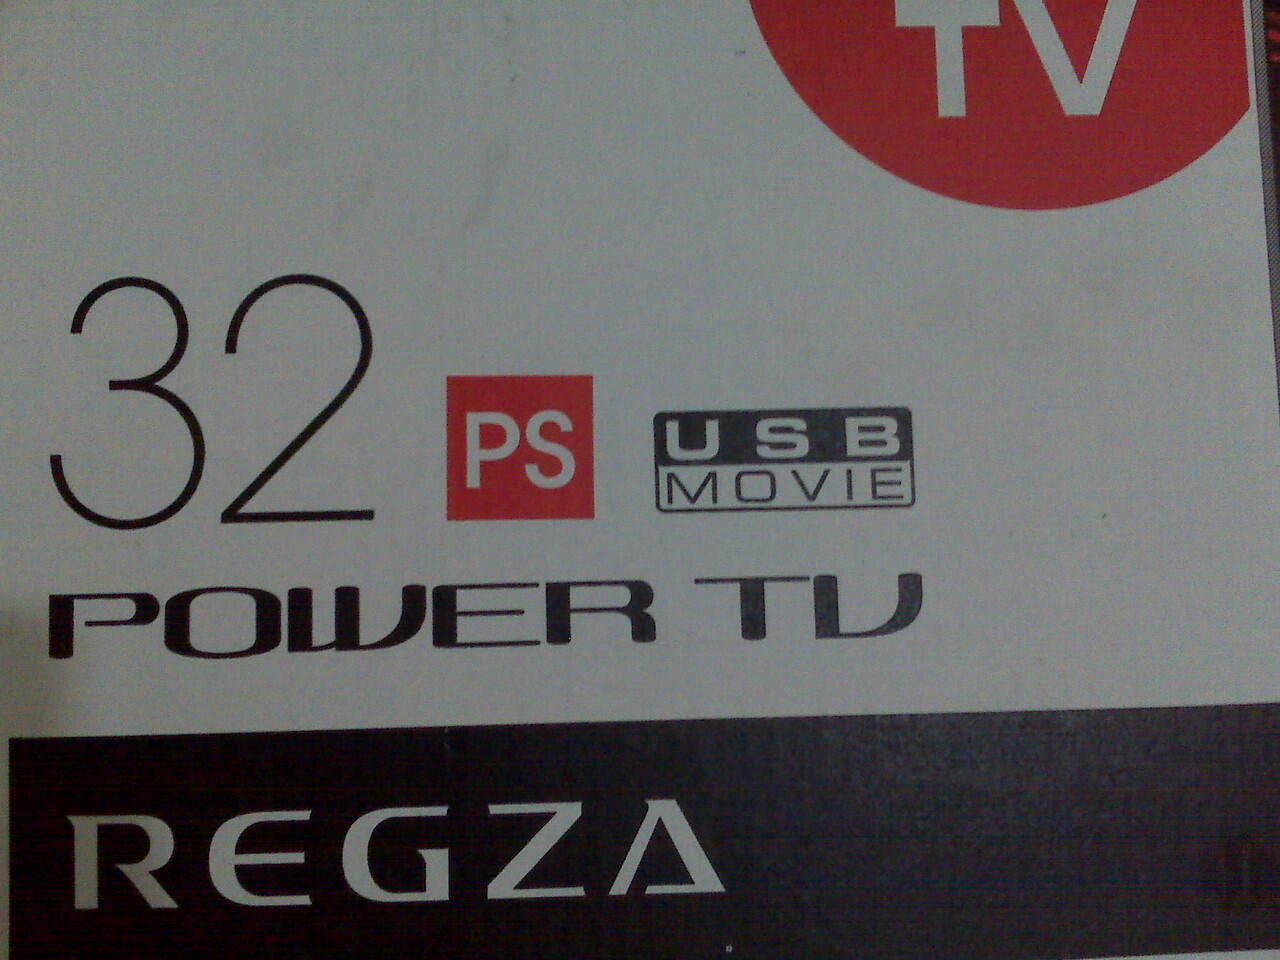 TV
32 PS USB
MOVIE
POWER TV
REGZA